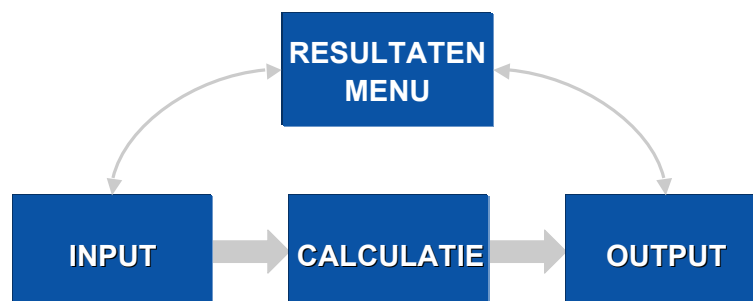 RESULTATEN
MENU
INPUT
CALCULATIE
OUTPUT